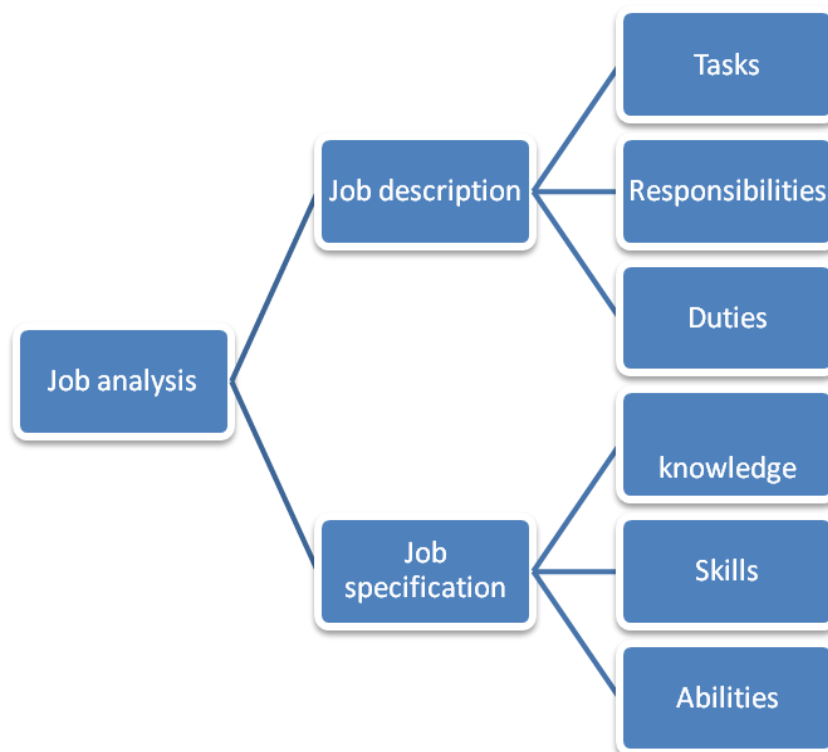 Tasks
Job description
Responsibilities
Duties
Job analysis
knowledge
Job
specification
Skills
Abilities